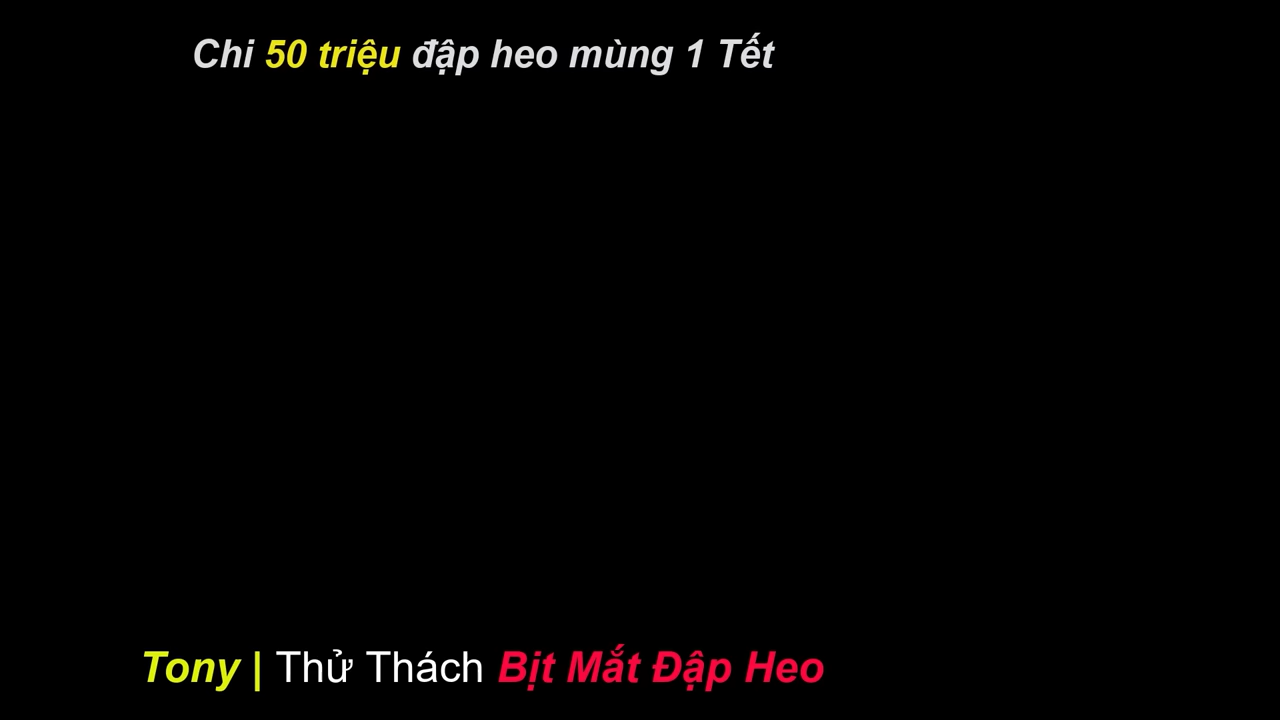 Chi 50 triệu đập heo mùng 1 Tết
Tony | Thử Thách Bịt Mắt Đập Heo